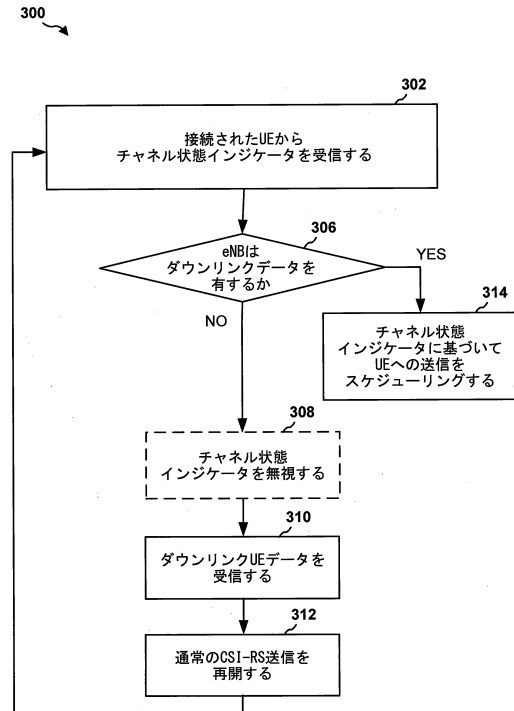 300
302
接続されたUEから
チャネル状態インジケータを受信する
306
eNBは
ダウンリンクデータを
有するか
YES
NO
314
チャネル状態
インジケータに基づいて
UEへの送信を
スケジューリングする
308
チャネル状態
インジケータを無視する
310
ダウンリンクUEデータを
受信する
312
通常のCSI-RS送信を
再開する